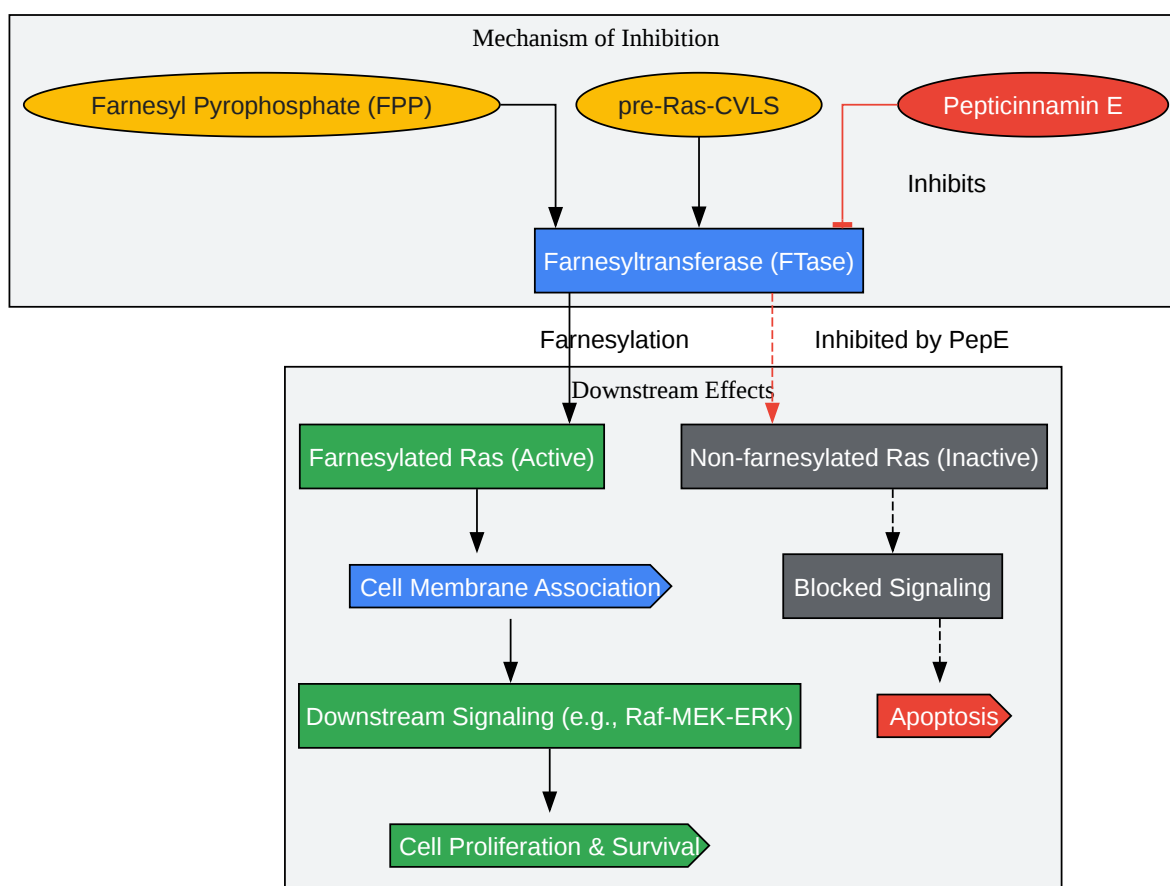 Mechanism of Inhibition
Farnesyl Pyrophosphate (FPP)
pre-Ras-CVLS
Pepticinnamin E
Inhibits
Farnesyltransferase (FTase)
Farnesylation
Inhibited by PepE
Downstream Effects
Farnesylated Ras (Active)
Non-farnesylated Ras (Inactive)
Cell Membrane Association
Blocked Signaling
Downstream Signaling (e.g., Raf-MEK-ERK)
Apoptosis
Cell Proliferation & Survival